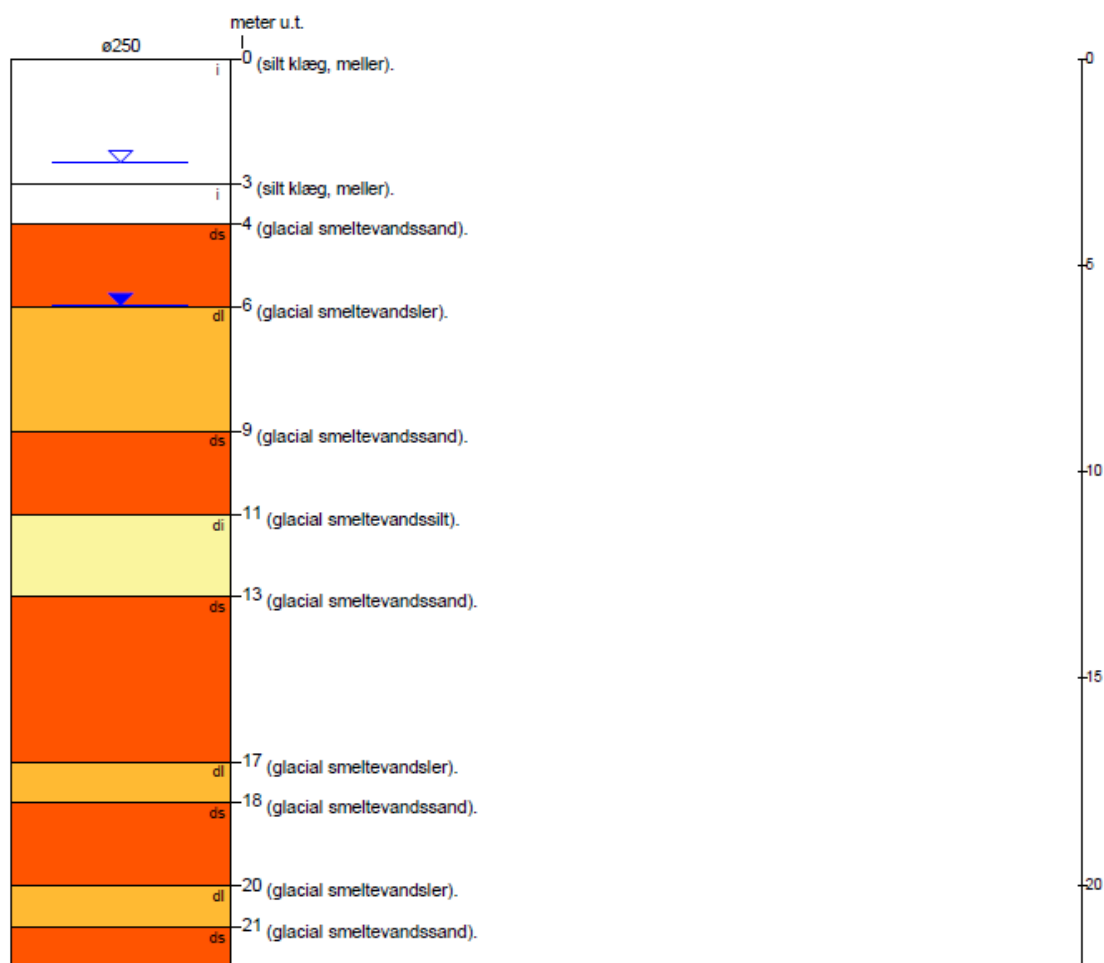 meter u.t.
ø250
0 (silt klæg, meller). 0
i
3 (silt klæg, meller).
i
4 (glacial smeltevandssand).
ds
5
6 (glacial smeltevandsler).
dl
9 (glacial smeltevandssand).
ds
10
11 (glacial smeltevandssilt).
di
13 (glacial smeltevandssand).
ds
15
17 (glacial smeltevandsler).
dl
18 (glacial smeltevandssand).
ds
20 (glacial smeltevandsler). 20
dl
21 (glacial smeltevandssand).
ds